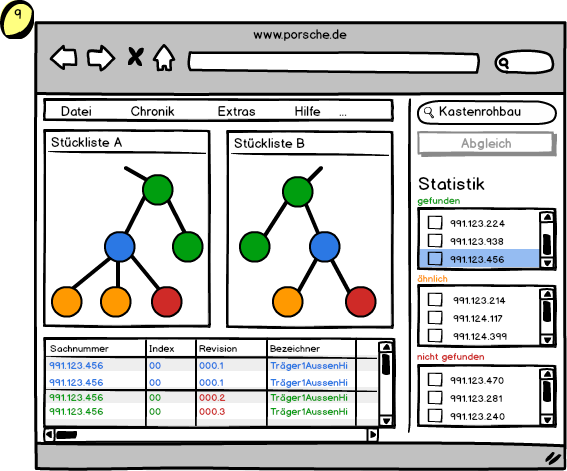 9
www.porsche.de
Datei Chronik Extras Hilfe ...
Kastenrohbau
Abgleich
Stückliste A
Stückliste B
Statistik
gefunden
991.123.224
991.123.938
991.123.456
ähnlich
991.123.214
991.124.117
991.124.399
nicht gefunden
991.123.470
991.123.281
991.123.240
Sachnummer Index Revision Bezeichner
991.123.456 00 000.1 Träger1AussenHi
991.123.456 00 000.1 Träger1AussenHi
991.123.456 00 000.2 Träger1AussenHi
991.123.456 00 000.3 Träger1AussenHi